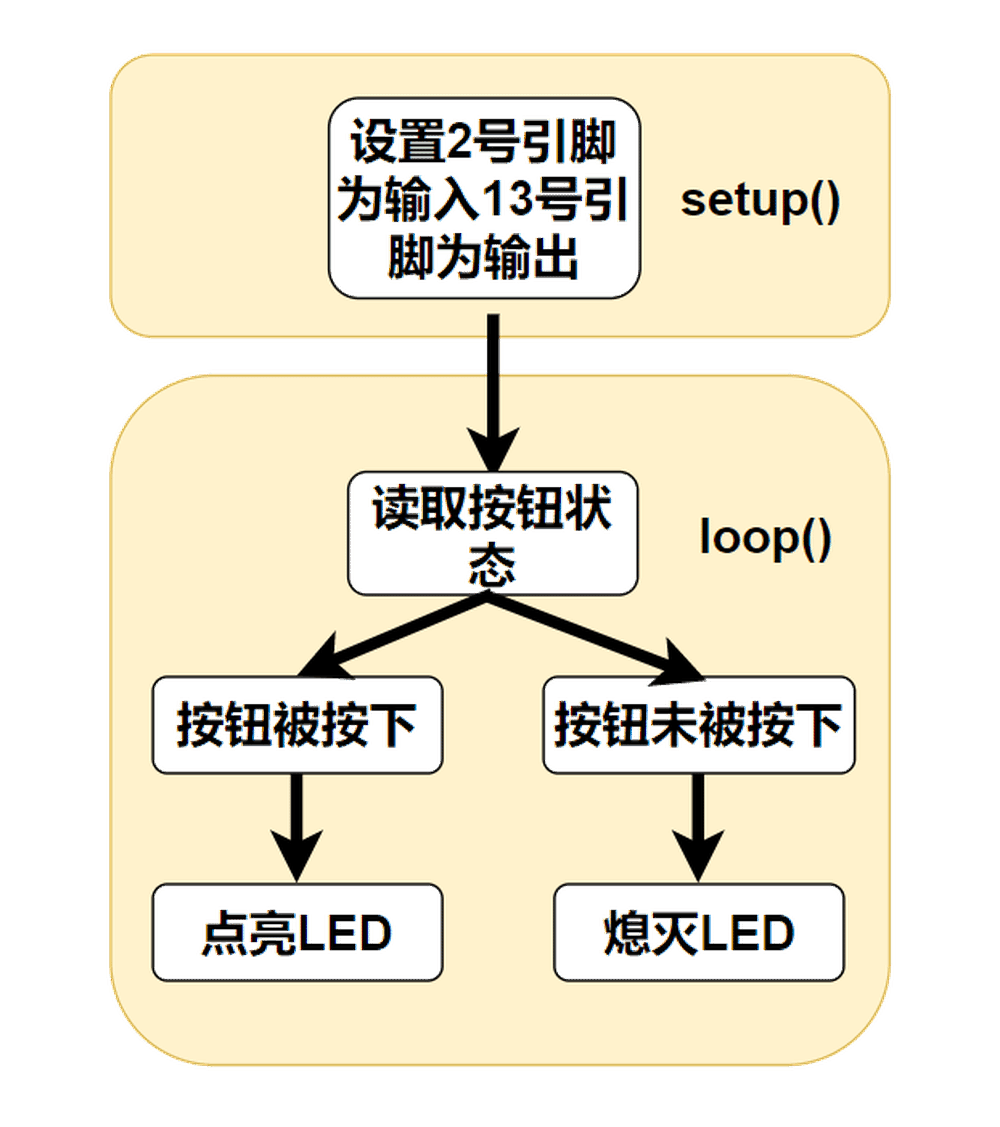 设置2号引脚
为输入13号引
脚为输出
setup()
读取按钮状
态
loop()
按钮被按下
按钮未被按下
点亮LED
熄灭LED